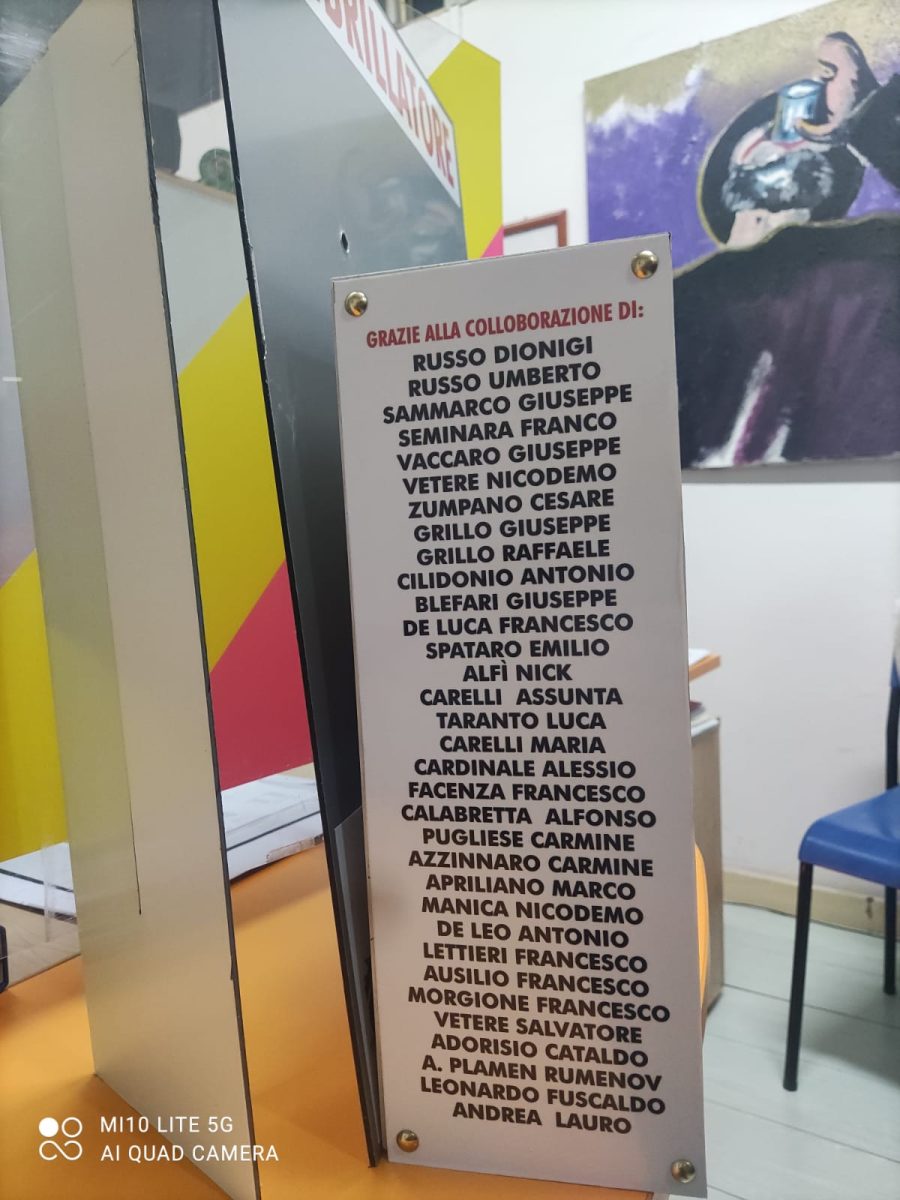 GRAZIE ALLA COLLOBORAZIONE DI:
RUSSO DIONIGI
RUSSO UMBERTO
SAMMARCO GIUSEPPE
SEMINARA FRANCO
VACCARO GIUSEPPE
VETERE NICODEMO
ZUMPANO CESARE
GRILLO GIUSEPPE
GRILLO RAFFAELE
CILIDONIO ANTONIO
BLEFARI GIUSEPPE
DE LUCA FRANCESCO
SPATARO EMILIO
ALFÌ NICK
CARELLI ASSUNTA
TARANTO LUCA
CARELLI MARIA
CARDINALE ALESSIO
FACENZA FRANCESCO
CALABRETTA ALFONSO
PUGLIESE CARMINE
AZZINNARO CARMINE
APRILIANO MARCO
MANICA NICODEMO
DE LEO ANTONIO
LETTIERI FRANCESCO
AUSILIO FRANCESCO
MORGIONE FRANCESCO
VETERE SALVATORE
ADORISIO CATALDO
A. PLAMEN RUMENOV
LEONARDO FUSCALDO
ANDREA LAURO
MI10 LITE 5G
AI QUAD CAMERA